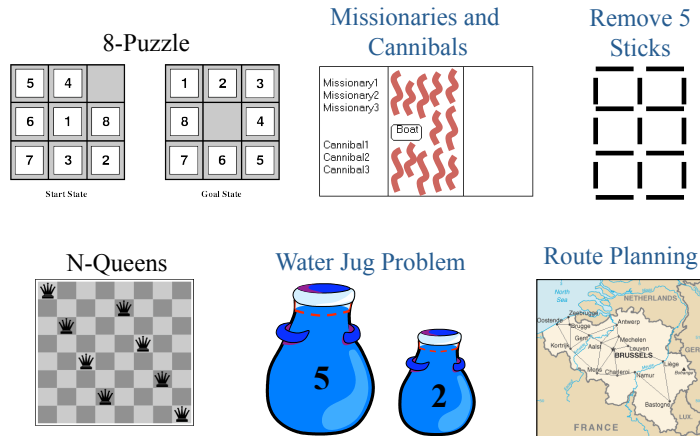 8-Puzzle
5 4
6 1 8
7 3 2
Start State
1 2 3
8 4
7 6 5
Goal State
Missionaries and
Cannibals
Missionary1
Missionary2
Missionary3
Boat
Cannibal1
Cannibal2
Cannibal3
Remove 5
Sticks
N-Queens
Water Jug Problem
5
2
Route Planning
North
Sea
NETHERLANDS
Zeebrugge
Oostende
Brugge
Antwerp
Gent
Mechelen
Kortrijk
Aalst
Leuven
BRUSSELS
GER
Liège
Mons
Charleroi
Namur
Bastogne
LUX.
FRANCE